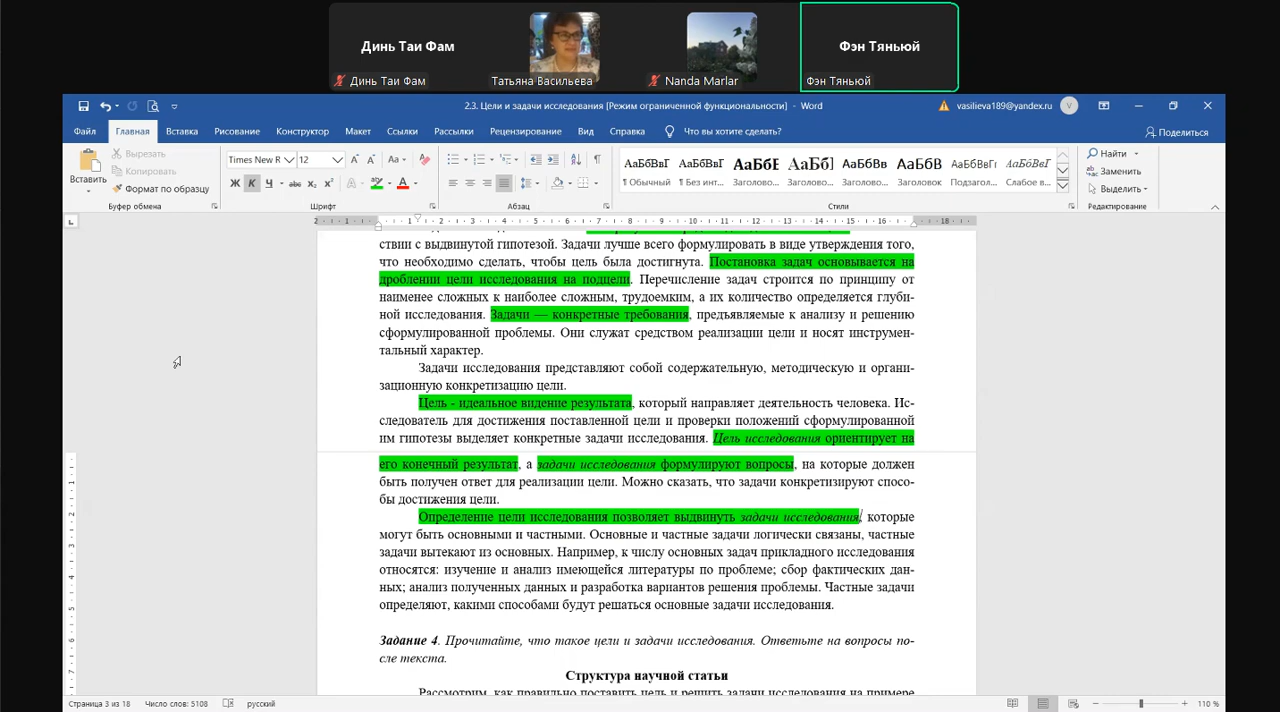 Динь Таи Фам
Фэн Тяньюй
Динь Таи Фам
Татьяна Васильева
Nanda Marlar
Фэн Тяньюй
2.3. Цели и задачи исследования [Режим ограниченной функциональности] - Word
vasilieva189@yandex.ru
V
Файл Главная Вставка Рисование Конструктор Макет Ссылки Рассылки Рецензирование Вид Справка Что вы хотите сделать?
Поделиться
Вставить
Вырезать
Копировать
Формат по образцу
Буфер обмена
Times New R 12
Шрифт
Абзац
АаБбВвГ АаБбВвГ АаБбЕ АаБб] АаБбВв АаБбВ АаБбВвГг АаБбВвГ
¶ Обычный ¶ Без инт... Заголово... Заголово... Заголово... Заголовок Подзагол... Слабое в...
Стили
Найти
Заменить
Выделить
Редактирование
ствии с выдвинутой гипотезой. Задачи лучше всего формулировать в виде утверждения того,
что необходимо сделать, чтобы цель была достигнута. Постановка задач основывается на
дроблении цели исследования на подцели. Перечисление задач строится по принципу от
наименее сложных к наиболее сложным, трудоемким, а их количество определяется глуби-
ной исследования. Задачи — конкретные требования, предъявляемые к анализу и решению
сформулированной проблемы. Они служат средством реализации цели и носят инструмен-
тальный характер.
Задачи исследования представляют собой содержательную, методическую и органи-
зационную конкретизацию цели.
Цель - идеальное видение результата, который направляет деятельность человека. Ис-
следователь для достижения поставленной цели и проверки положений сформулированной
им гипотезы выделяет конкретные задачи исследования. Цель исследования ориентирует на
его конечный результат, а задачи исследования формулируют вопросы, на которые должен
быть получен ответ для реализации цели. Можно сказать, что задачи конкретизируют спосо-
бы достижения цели.
Определение цели исследования позволяет выдвинуть задачи исследования, которые
могут быть основными и частными. Основные и частные задачи логически связаны, частные
задачи вытекают из основных. Например, к числу основных задач прикладного исследования
относятся: изучение и анализ имеющейся литературы по проблеме; сбор фактических дан-
ных; анализ полученных данных и разработка вариантов решения проблемы. Частные задачи
определяют, какими способами будут решаться основные задачи исследования.
Задание 4. Прочитайте, что такое цели и задачи исследования. Ответьте на вопросы по-
сле текста.
Структура научной статьи
Рассмотрим, как правильно поставить цель и решить задачи исследования на примере
Страница 3 из 18 Число слов: 5108 русский
110 %